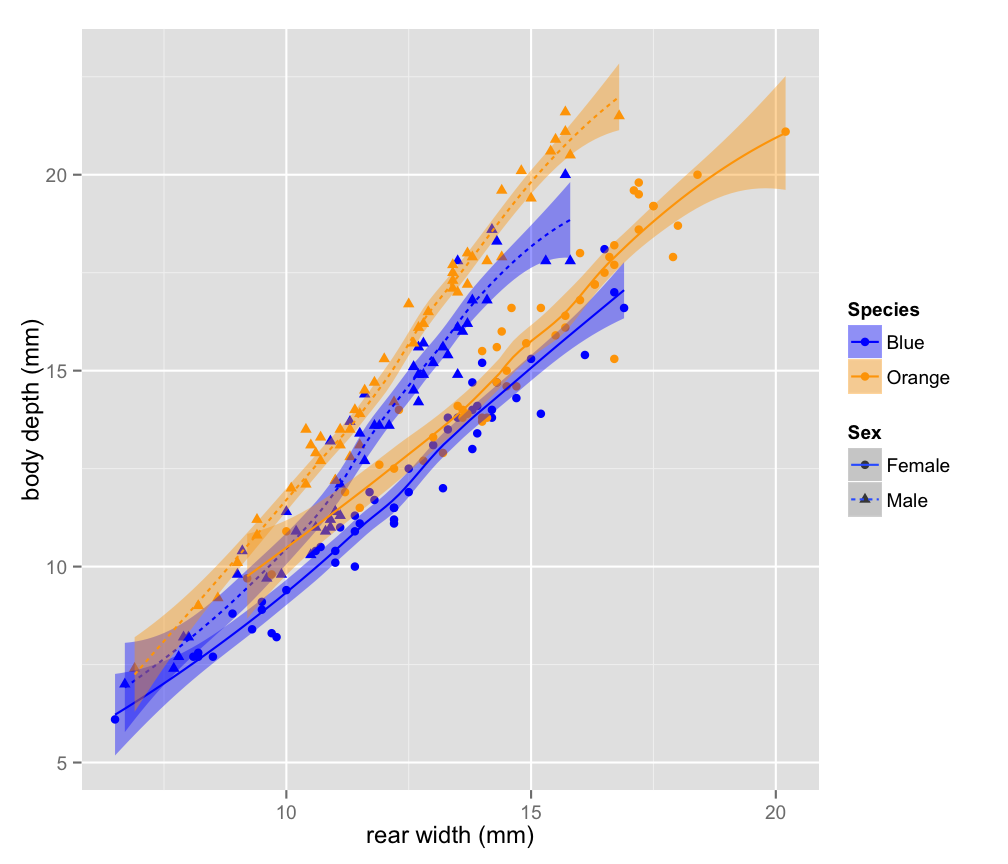 20
15
10
5
body depth (mm)
10 15 20
rear width (mm)
Species
Blue
Orange
Sex
Female
Male